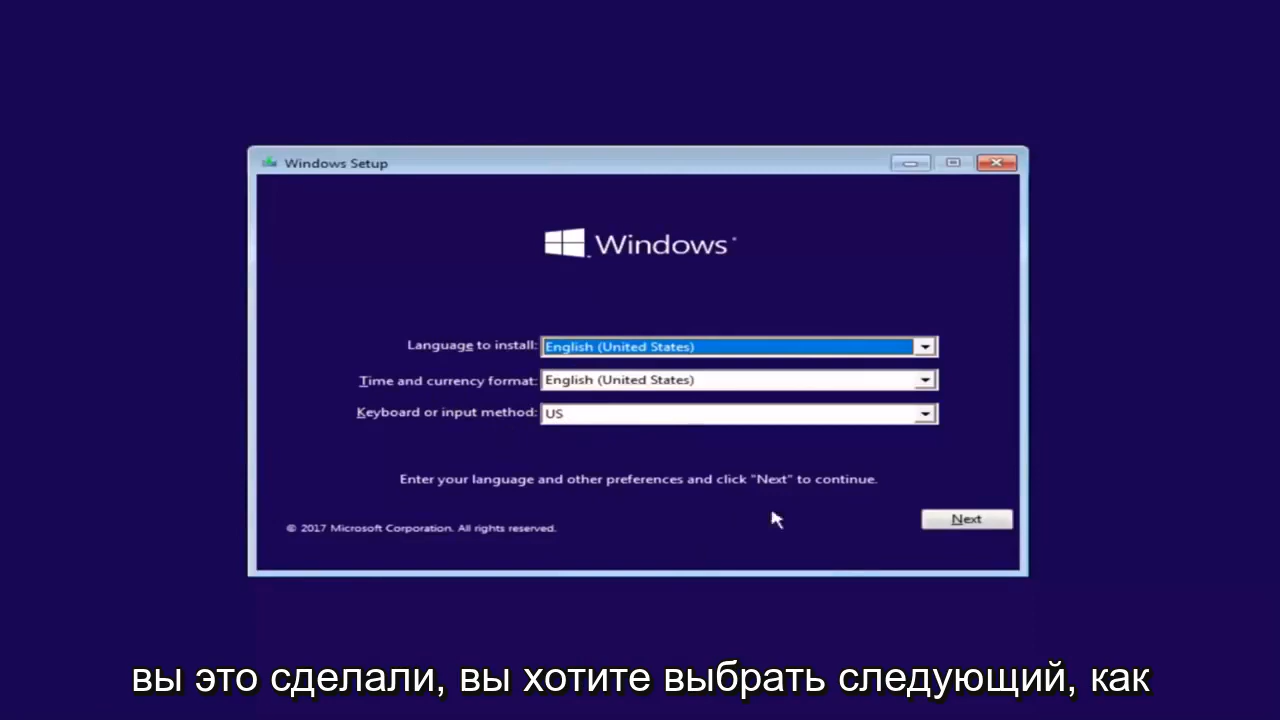 Windows Setup
Windows
Language to install: English (United States)
Time and currency format: English (United States)
Keyboard or input method: US
Enter your language and other preferences and click "Next" to continue.
Next
© 2017 Microsoft Corporation. All rights reserved.
вы это сделали, вы хотите выбрать следующий, как